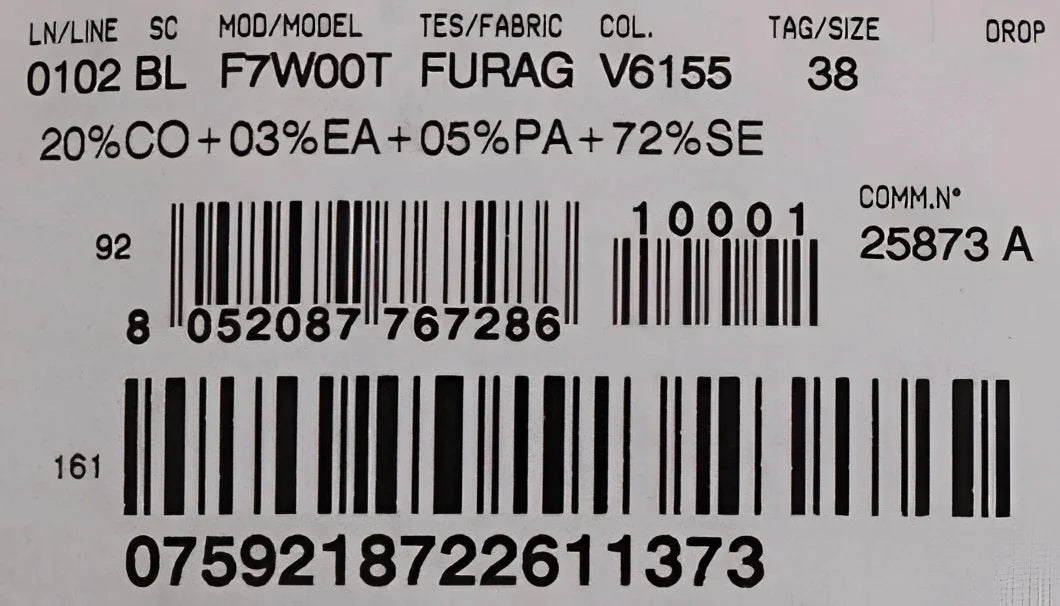 LN/LINE SC MOD/MODEL TES/FABRIC COL. TAG/SIZE DROP
0102 BL F7W00T FURAG V6155 38
20%CO+03%EA+05%PA+72%SE
COMM.N°
25873 A
10001
92
8 052087 767286
161
0759218722611373